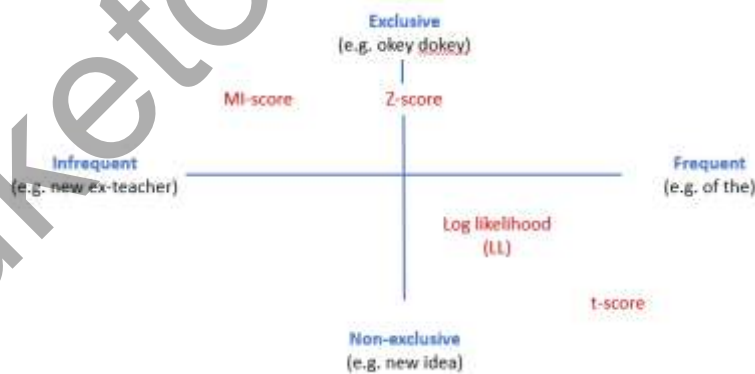 Exclusive
(e.g. okey dokey)
MI-score
Z-score
Infrequent
(e.g. new ex-teacher)
Frequent
(e.g. of the)
Log likelihood
(LL)
t-score
Non-exclusive
(e.g. new idea)